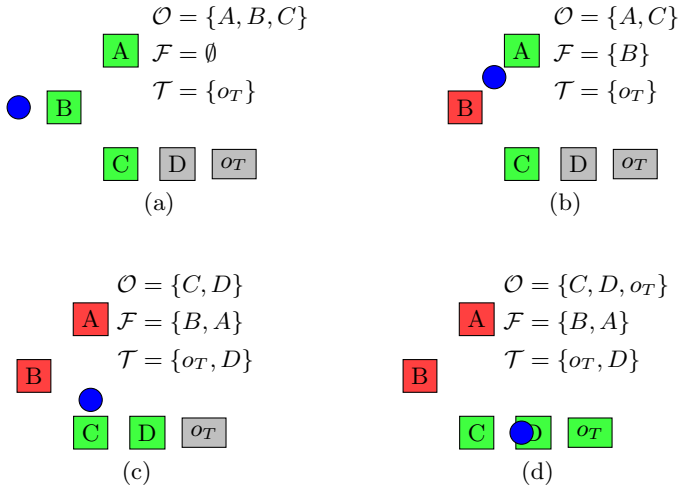 𝒪 = {A, B, C}
A
ℱ = ∅
𝒯 = {o_T}
B
C D o_T
(a)
𝒪 = {A, C}
A
ℱ = {B}
𝒯 = {o_T}
B
C D o_T
(b)
𝒪 = {C, D}
A
ℱ = {B, A}
𝒯 = {o_T, D}
B
C D o_T
(c)
𝒪 = {C, D, o_T}
A
ℱ = {B, A}
𝒯 = {o_T, D}
B
C D o_T
(d)